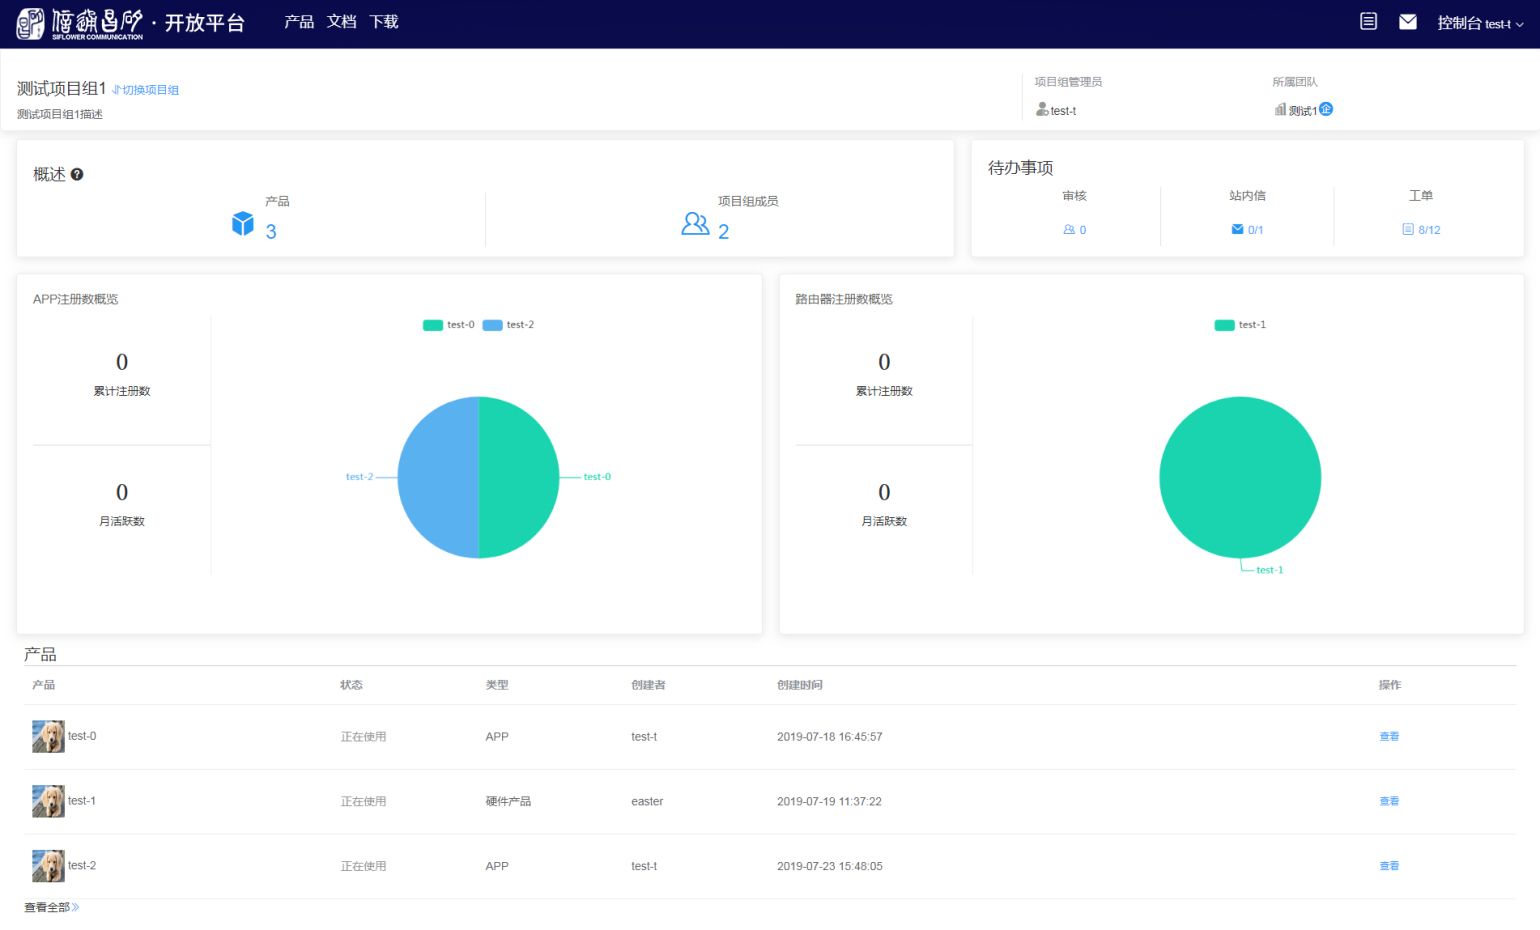 SIFLOWER COMMUNICATION
· 开放平台
产品 文档 下载
控制台 test-t
测试项目组1 切换项目组
测试项目组1描述
项目组管理员
test-t
所属团队
测试1 企
概述 ?
产品
3
项目组成员
2
待办事项
审核
0
站内信
0/1
工单
8/12
APP注册数概览
0
累计注册数
0
月活跃数
test-0 test-2
test-2
test-0
路由器注册数概览
0
累计注册数
0
月活跃数
test-1
test-1
产品
产品 状态 类型 创建者 创建时间 操作
test-0 正在使用 APP test-t 2019-07-18 16:45:57 查看
test-1 正在使用 硬件产品 easter 2019-07-19 11:37:22 查看
test-2 正在使用 APP test-t 2019-07-23 15:48:05 查看
查看全部